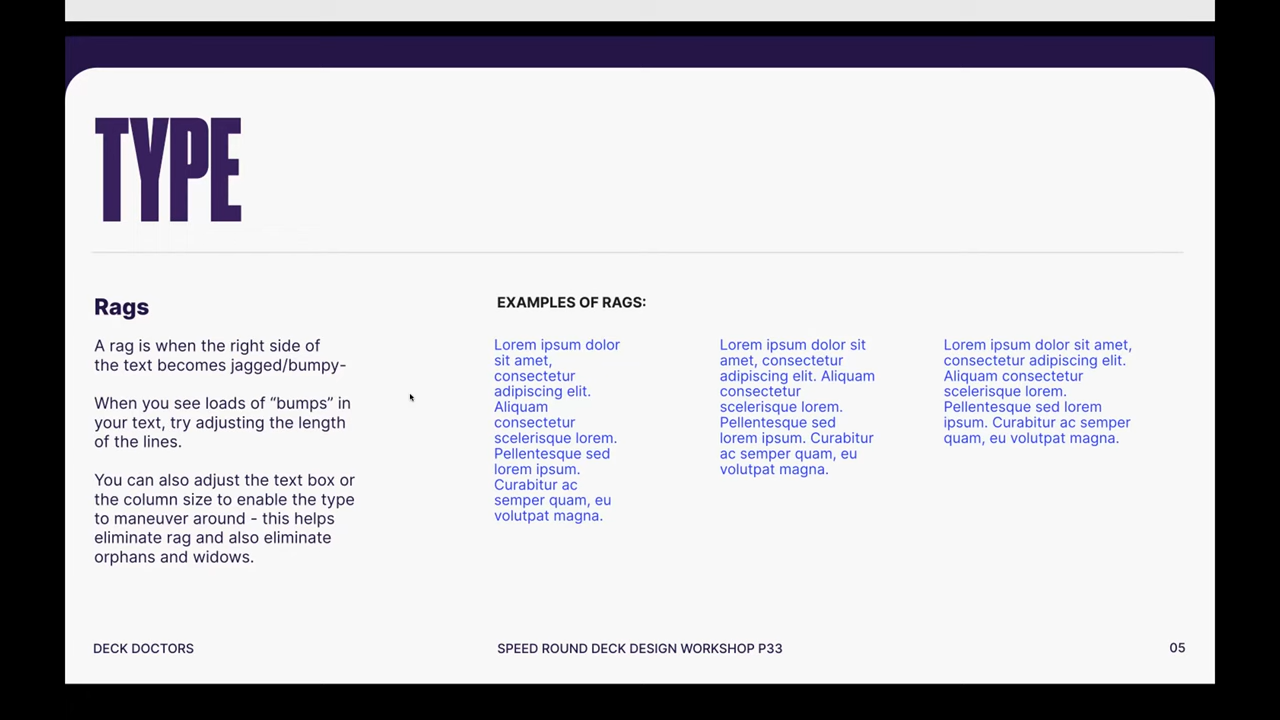 TYPE
Rags
A rag is when the right side of
the text becomes jagged/bumpy-
When you see loads of “bumps” in
your text, try adjusting the length
of the lines.
You can also adjust the text box or
the column size to enable the type
to maneuver around - this helps
eliminate rag and also eliminate
orphans and widows.
EXAMPLES OF RAGS:
Lorem ipsum dolor
sit amet,
consectetur
adipiscing elit.
Aliquam
consectetur
scelerisque lorem.
Pellentesque sed
lorem ipsum.
Curabitur ac
semper quam, eu
volutpat magna.
Lorem ipsum dolor sit
amet, consectetur
adipiscing elit. Aliquam
consectetur
scelerisque lorem.
Pellentesque sed
lorem ipsum. Curabitur
ac semper quam, eu
volutpat magna.
Lorem ipsum dolor sit amet,
consectetur adipiscing elit.
Aliquam consectetur
scelerisque lorem.
Pellentesque sed lorem
ipsum. Curabitur ac semper
quam, eu volutpat magna.
DECK DOCTORS
SPEED ROUND DECK DESIGN WORKSHOP P33
05